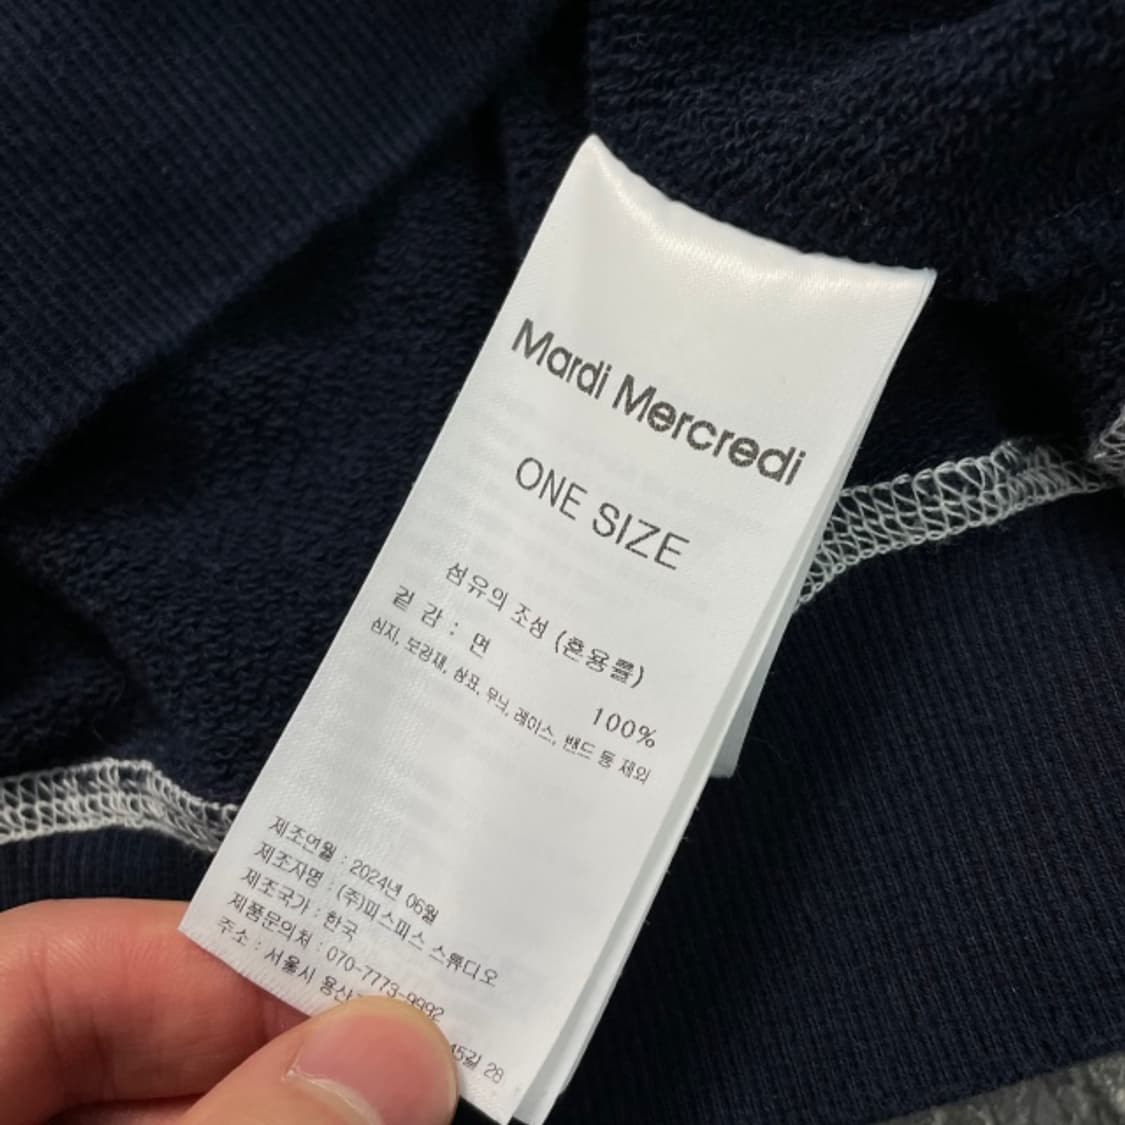 Mardi Mercredi
ONE SIZE
섬유의 조성 (혼용률)
겉 감 : 면
100%
심지, 보강재, 상표, 무늬, 레이스, 밴드 등 제외
제조연월 : 2024년 06월
제조자명 : (주)피스피스 스튜디오
제조국가 : 한국
제품문의처 : 070-7773-9992
주소 : 서울시 용산 45길 28